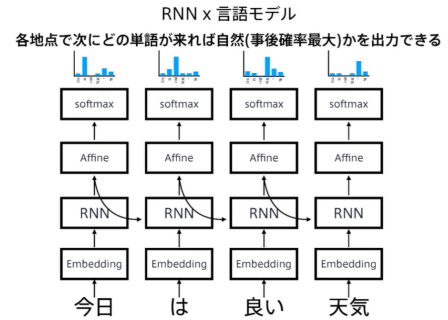 RNN x 言語モデル
各地点で次にどの単語が来れば自然(事後確率最大)かを出力できる
softmax softmax softmax softmax
Affine Affine Affine Affine
RNN RNN RNN RNN
Embedding Embedding Embedding Embedding
今日 は 良い 天気